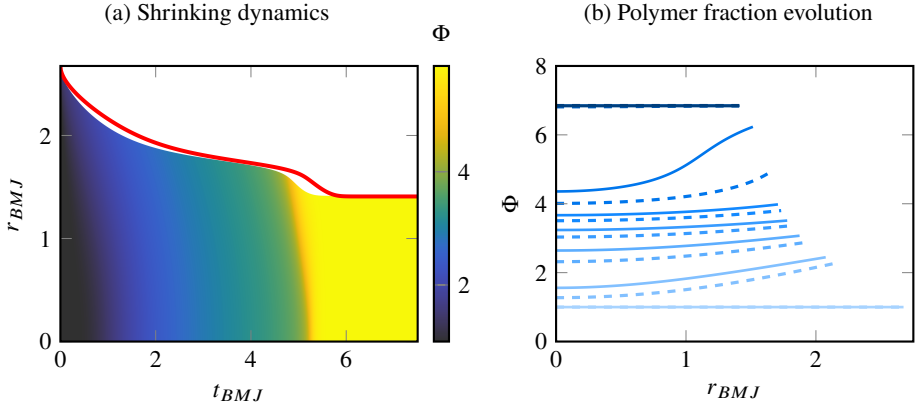 (a) Shrinking dynamics
(b) Polymer fraction evolution
Φ
r_BMJ
2
1
0
0 2 4 6
t_BMJ
4
2
Φ
8
6
4
2
0
0 1 2
r_BMJ